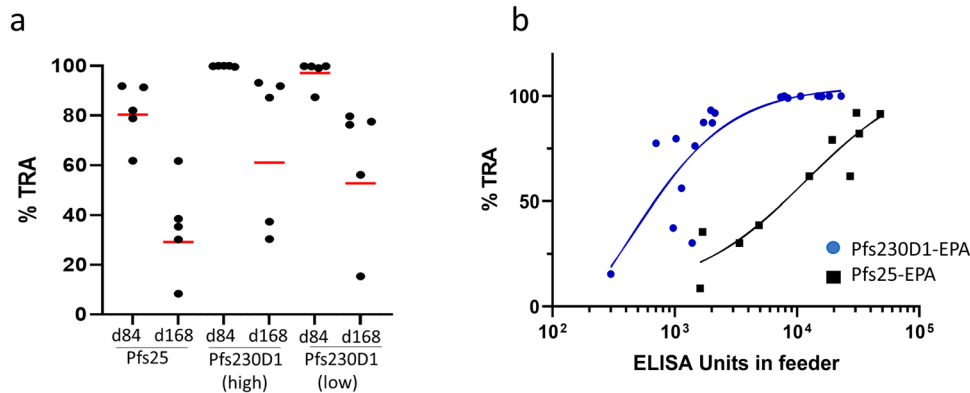 a
% TRA
100
80
60
40
20
0
d84 d168 d84 d168 d84 d168
Pfs25 Pfs230D1 Pfs230D1
(high) (low)
b
% TRA
100
50
0
10² 10³ 10⁴ 10⁵
ELISA Units in feeder
Pfs230D1-EPA
Pfs25-EPA